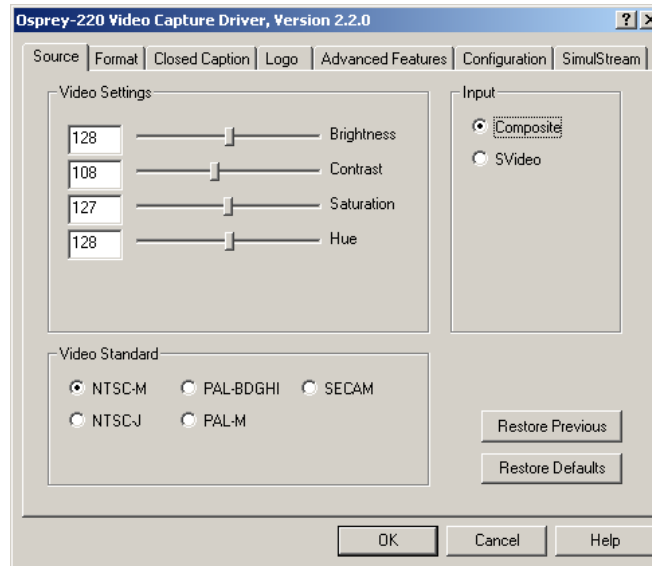 Osprey-220 Video Capture Driver, Version 2.2.0
Source Format Closed Caption Logo Advanced Features Configuration SimulStream
Video Settings
128 Brightness
108 Contrast
127 Saturation
128 Hue
Input
Composite
SVideo
Video Standard
NTSC-M PAL-BDGHI SECAM
NTSC-J PAL-M
Restore Previous
Restore Defaults
OK Cancel Help